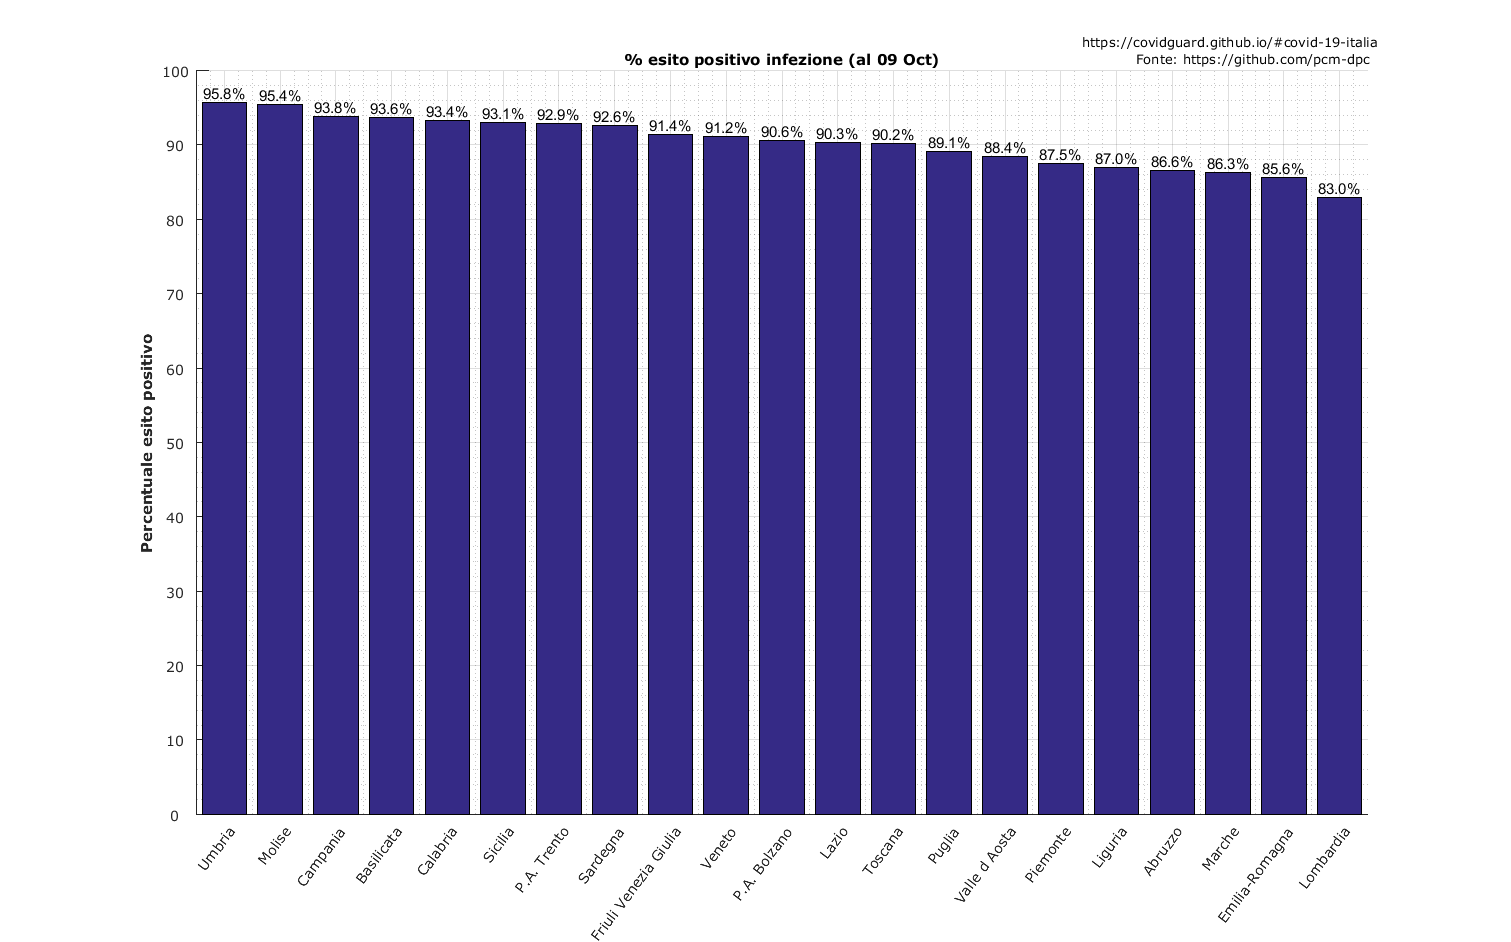 https://covidguard.github.io/#covid-19-italia
% esito positivo infezione (al 09 Oct)
Fonte: https://github.com/pcm-dpc
Percentuale esito positivo
100
90
80
70
60
50
40
30
20
10
0
95.8%
95.4%
93.8%
93.6%
93.4%
93.1%
92.9%
92.6%
91.4%
91.2%
90.6%
90.3%
90.2%
89.1%
88.4%
87.5%
87.0%
86.6%
86.3%
85.6%
83.0%
Umbria
Molise
Campania
Basilicata
Calabria
Sicilia
P.A. Trento
Sardegna
Friuli Venezia Giulia
Veneto
P.A. Bolzano
Lazio
Toscana
Puglia
Valle d Aosta
Piemonte
Liguria
Abruzzo
Marche
Emilia-Romagna
Lombardia